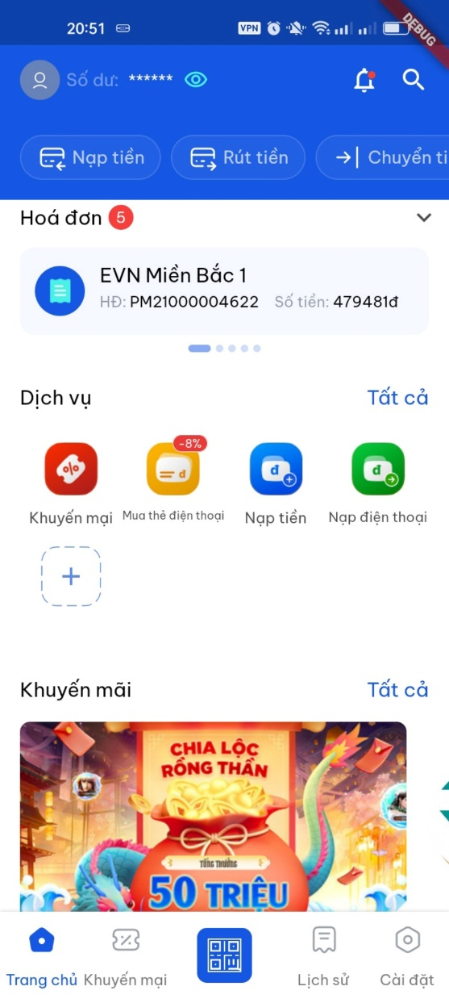 20:51
VPN
DEBUG
Số dư: ******
Nạp tiền
Rút tiền
Chuyển ti
Hoá đơn 5
EVN Miền Bắc 1
HĐ: PM21000004622 Số tiền: 479481đ
Dịch vụ
Tất cả
-8%
Khuyến mại
Mua thẻ điện thoại
Nạp tiền
Nạp điện thoại
Khuyến mãi
Tất cả
CHIA LỘC
RỒNG THẦN
TỔNG THƯỞNG
50 TRIỆU
Trang chủ
Khuyến mại
Lịch sử
Cài đặt